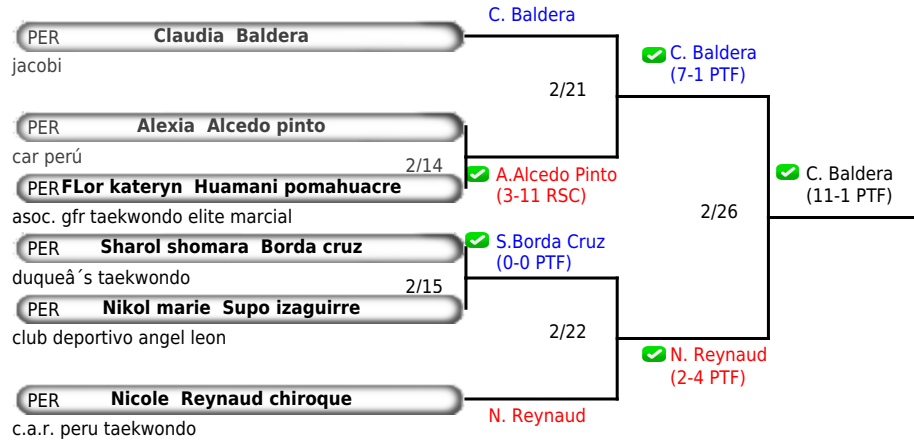 C. Baldera
PER Claudia Baldera
jacobi
C. Baldera
(7-1 PTF)
2/21
PER Alexia Alcedo pinto
car perú
2/14
A.Alcedo Pinto
(3-11 RSC)
PER FLor kateryn Huamani pomahuacre
asoc. gfr taekwondo elite marcial
C. Baldera
(11-1 PTF)
2/26
PER Sharol shomara Borda cruz
S.Borda Cruz
(0-0 PTF)
duqueâ´s taekwondo
2/15
PER Nikol marie Supo izaguirre
club deportivo angel leon
2/22
N. Reynaud
(2-4 PTF)
PER Nicole Reynaud chiroque
N. Reynaud
c.a.r. peru taekwondo